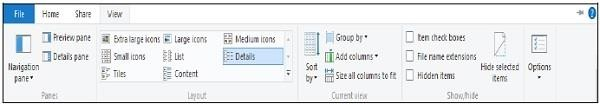 File Home Share View
Preview pane
Details pane
Navigation pane
Panes
Extra large icons Large icons Medium icons
Small icons List Details
Tiles Content
Layout
Sort by
Group by
Add columns
Size all columns to fit
Current view
Item check boxes
File name extensions
Hidden items
Hide selected items
Show/hide
Options